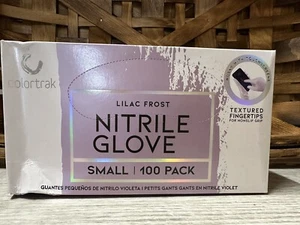 colortrak
LILAC FROST
NITRILE
GLOVE
SMALL | 100 PACK
TEXTURED
FINGERTIPS
FOR NONSLIP GRIP
GUANTES PEQUEÑOS DE NITRILO VIOLETA | PETITS GANTS GANTS EN NITRILE VIOLET